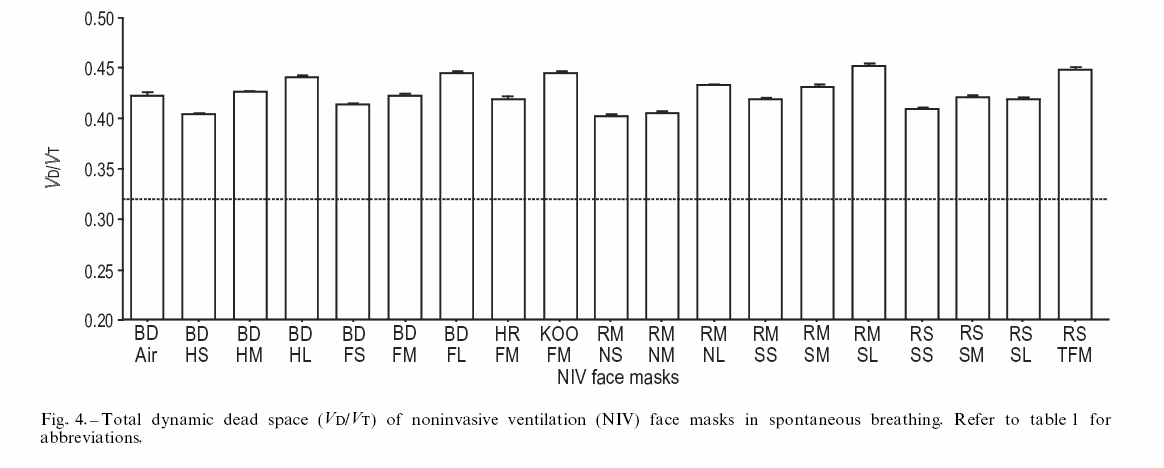 0.50
0.45
0.40
0.35
0.30
0.25
0.20
VD/VT
BD BD BD BD BD BD BD HR KOO RM RM RM RM RM RM RS RS RS RS
Air HS HM HL FS FM FL FM FM NS NM NL SS SM SL SS SM SL TFM
NIV face masks
Fig. 4. – Total dynamic dead space (VD/VT) of noninvasive ventilation (NIV) face masks in spontaneous breathing. Refer to table 1 for
abbreviations.